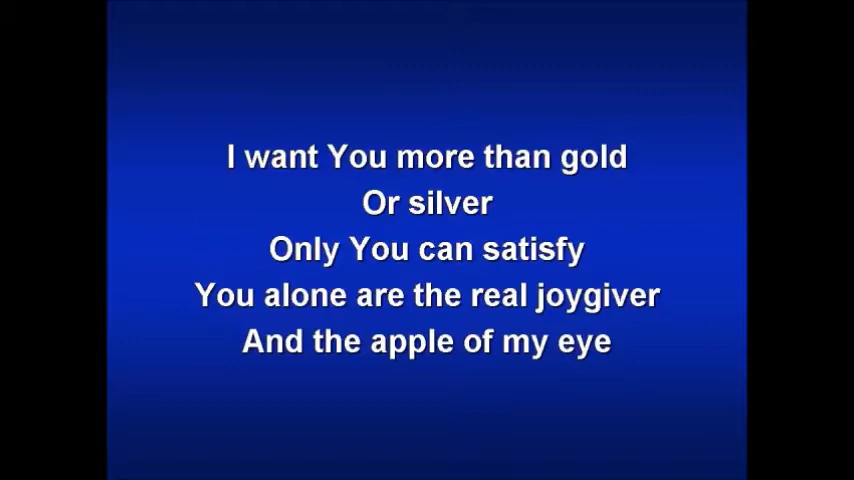 I want You more than gold
Or silver
Only You can satisfy
You alone are the real joygiver
And the apple of my eye